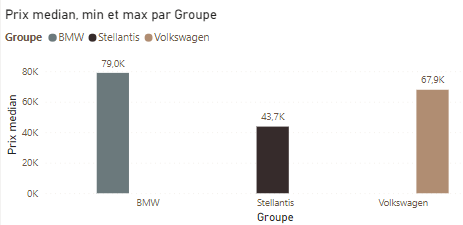 Prix median, min et max par Groupe
Groupe BMW Stellantis Volkswagen
79,0K
67,9K
43,7K
80K
60K
40K
20K
0K
Prix median
BMW Stellantis Volkswagen
Groupe